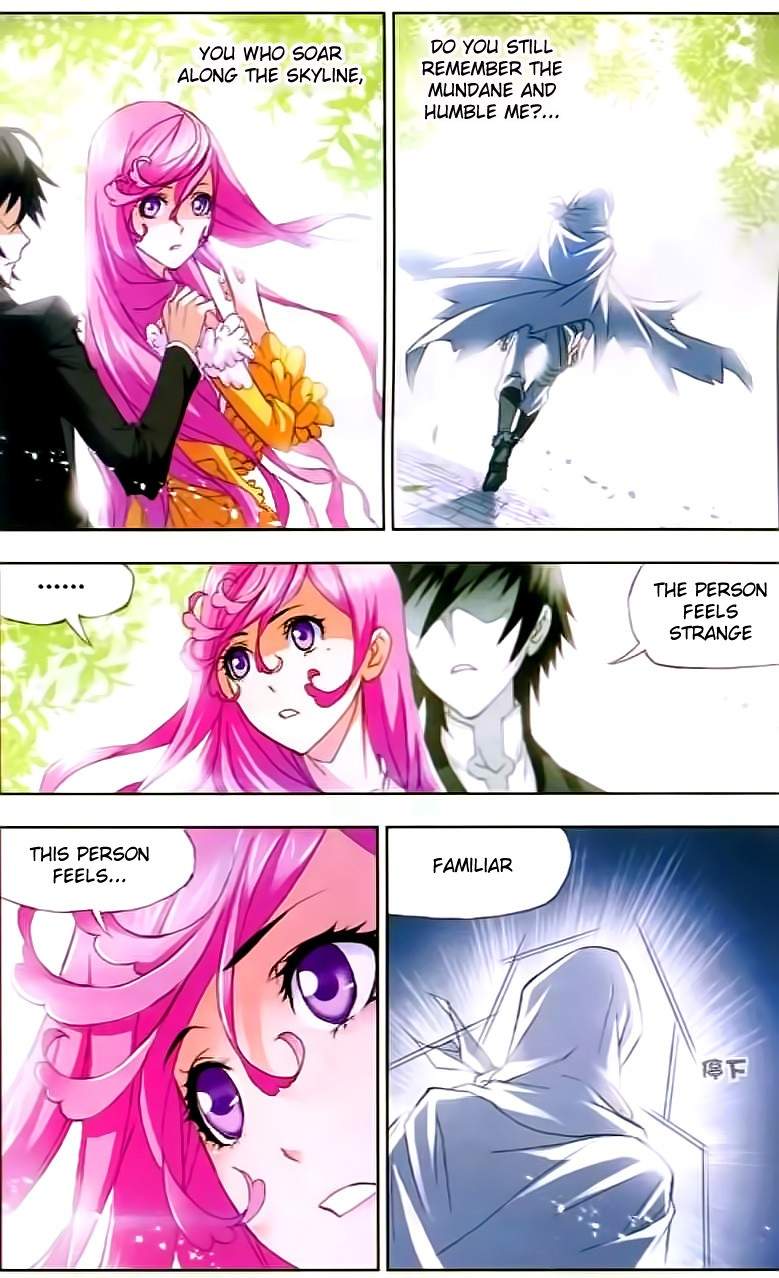 YOU WHO SOAR
ALONG THE SKYLINE,
DO YOU STILL
REMEMBER THE
MUNDANE AND
HUMBLE ME?...
......
THE PERSON
FEELS
STRANGE
THIS PERSON
FEELS...
FAMILIAR
停下